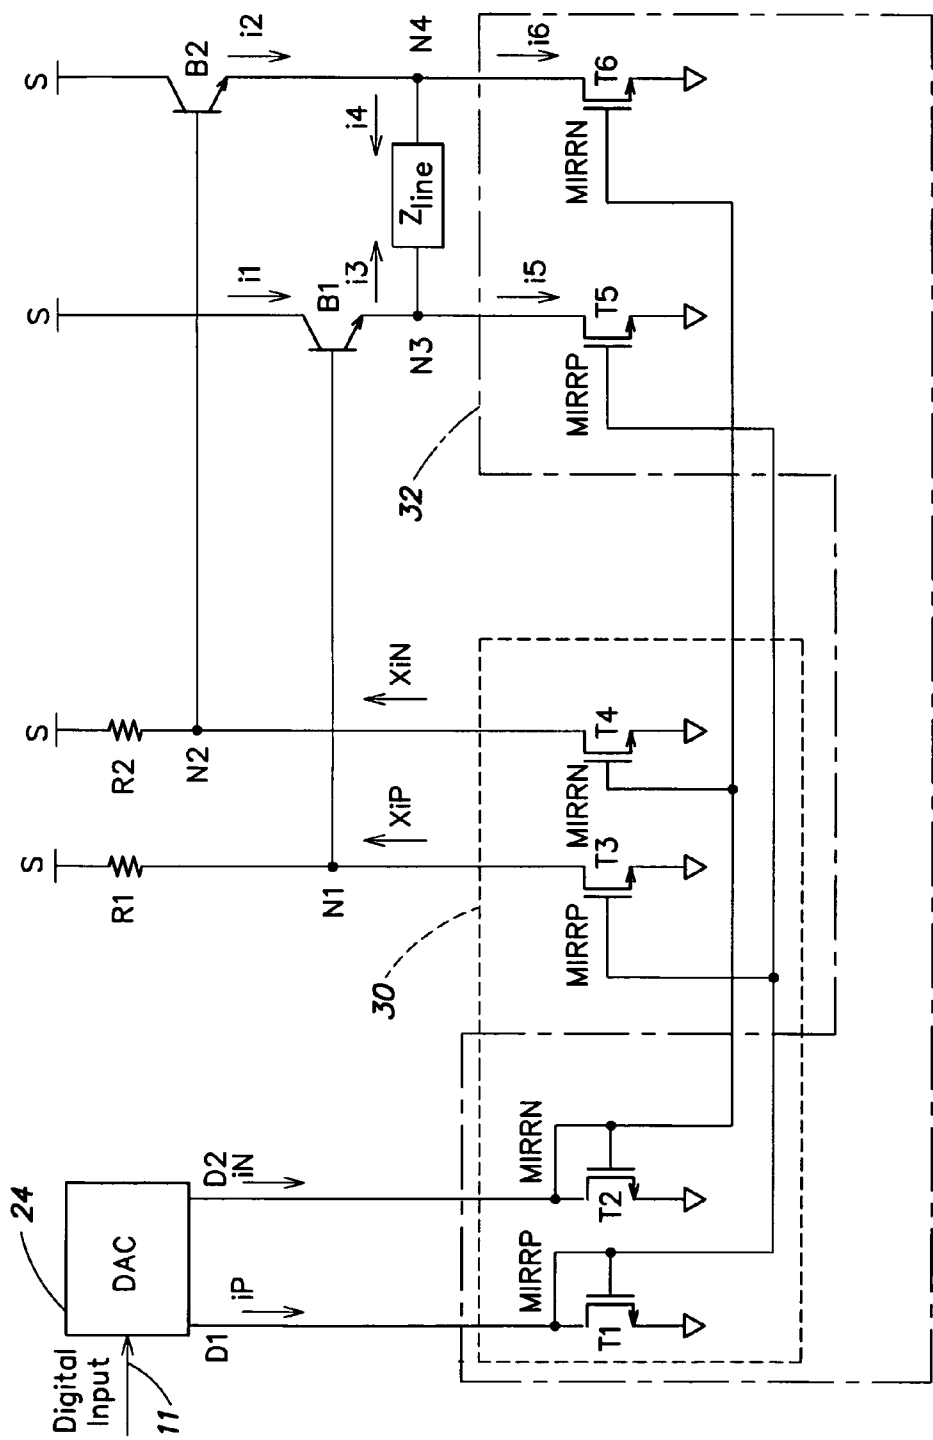 Digital
Input
11
24
DAC
D1
iP
D2
iN
MIRRP
MIRRN
T1
T2
30
S
R1
N1
XiP
MIRRP
T3
S
R2
N2
XiN
MIRRN
T4
32
S
i1
B1
i3
N3
Zline
i5
MIRRP
T5
S
B2
i2
i4
N4
i6
MIRRN
T6